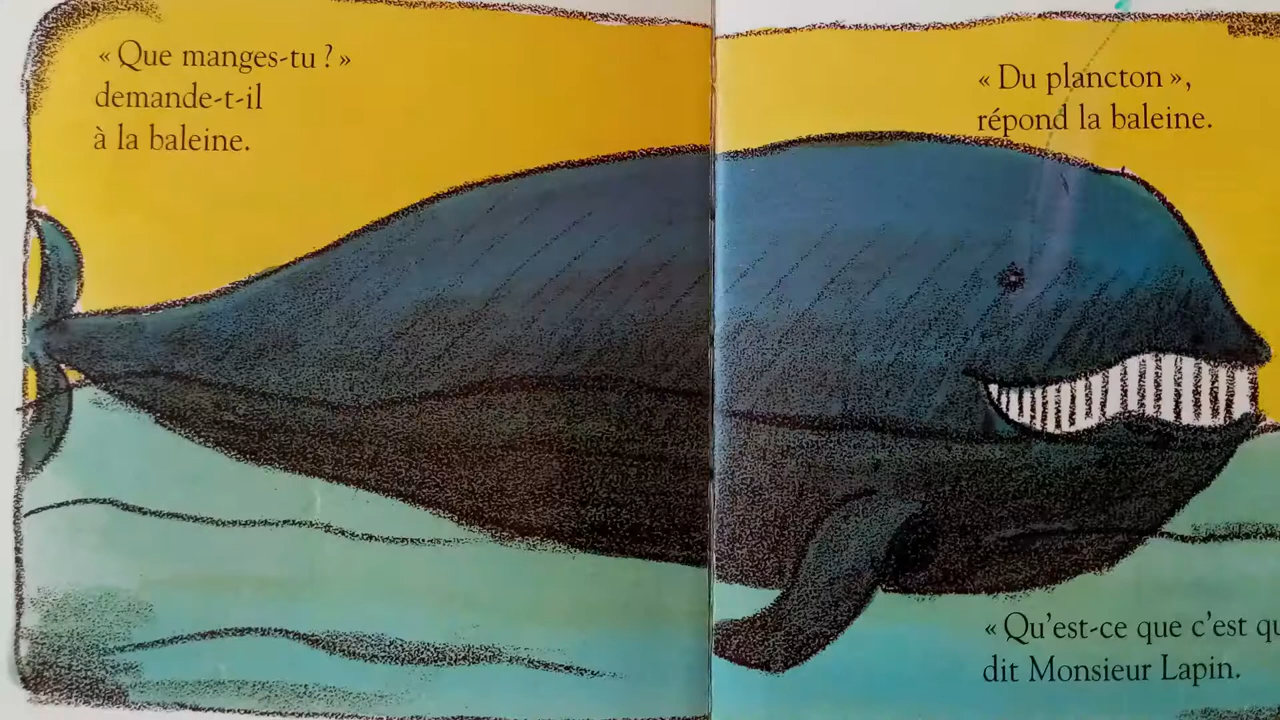 « Que manges-tu ? »
demande-t-il
à la baleine.
« Du plancton »,
répond la baleine.
« Qu'est-ce que c'est
dit Monsieur Lapin.